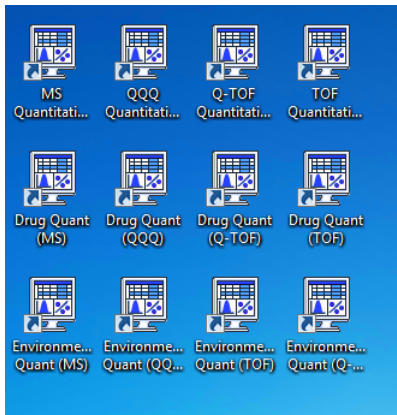 MS QQQ Q-TOF TOF
Quantitati... Quantitati... Quantitati... Quantitati...
Drug Quant Drug Quant Drug Quant Drug Quant
(MS) (QQQ) (Q-TOF) (TOF)
Environme... Environme... Environme... Environme...
Quant (MS) Quant (QQ... Quant (TOF) Quant (Q-...